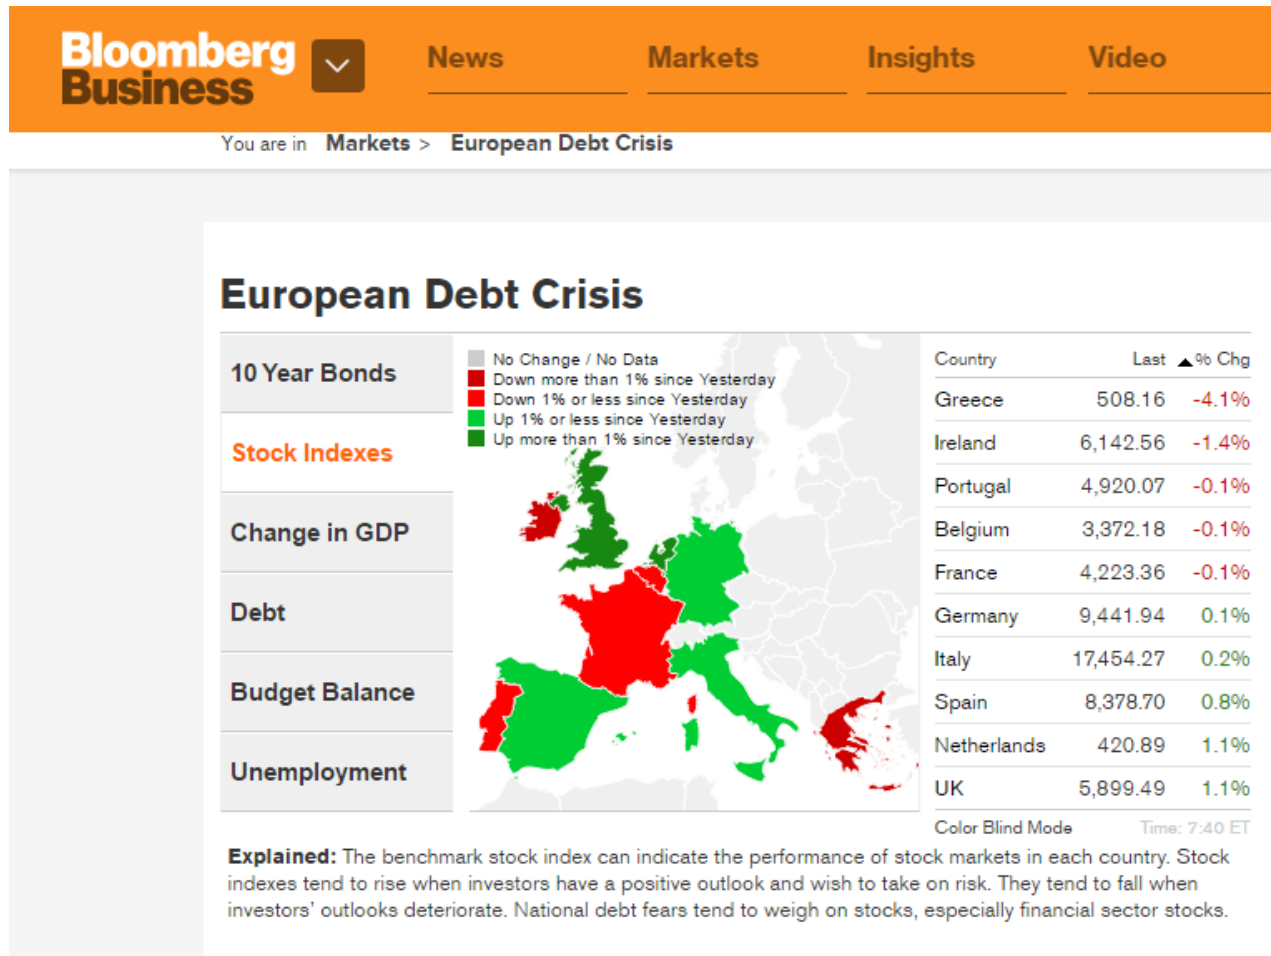 Bloomberg
Business
News
Markets
Insights
Video
You are in Markets > European Debt Crisis
European Debt Crisis
10 Year Bonds
Stock Indexes
Change in GDP
Debt
Budget Balance
Unemployment
No Change / No Data
Down more than 1% since Yesterday
Down 1% or less since Yesterday
Up 1% or less since Yesterday
Up more than 1% since Yesterday
Country Last ▲% Chg
Greece 508.16 -4.1%
Ireland 6,142.56 -1.4%
Portugal 4,920.07 -0.1%
Belgium 3,372.18 -0.1%
France 4,223.36 -0.1%
Germany 9,441.94 0.1%
Italy 17,454.27 0.2%
Spain 8,378.70 0.8%
Netherlands 420.89 1.1%
UK 5,899.49 1.1%
Color Blind Mode Time: 7:40 ET
Explained: The benchmark stock index can indicate the performance of stock markets in each country. Stock
indexes tend to rise when investors have a positive outlook and wish to take on risk. They tend to fall when
investors' outlooks deteriorate. National debt fears tend to weigh on stocks, especially financial sector stocks.